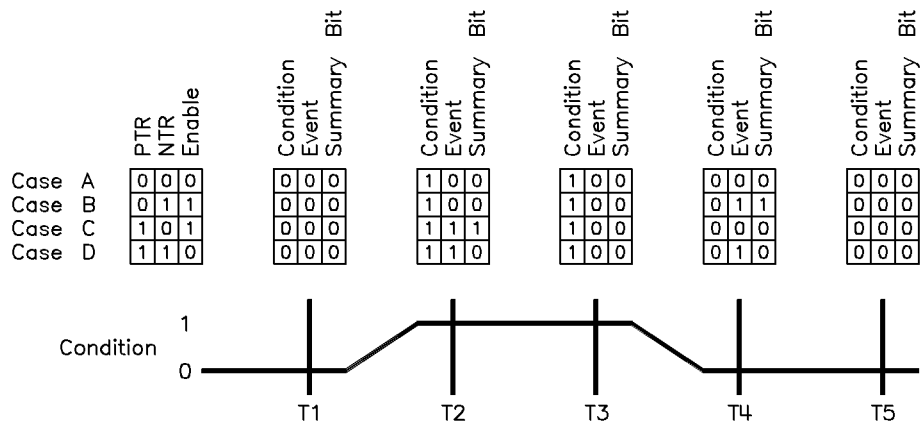 Bit Bit Bit Bit Bit
PTR NTR Enable Condition Event Summary Condition Event Summary Condition Event Summary Condition Event Summary Condition Event Summary
Case A 0 0 0 0 0 0 1 0 0 1 0 0 0 0 0 0 0 0
Case B 0 1 1 0 0 0 1 0 0 1 0 0 0 1 1 0 0 0
Case C 1 0 1 0 0 0 1 1 1 1 0 0 0 0 0 0 0 0
Case D 1 1 0 0 0 0 1 1 0 1 0 0 0 1 0 0 0 0
1
Condition
0
T1 T2 T3 T4 T5